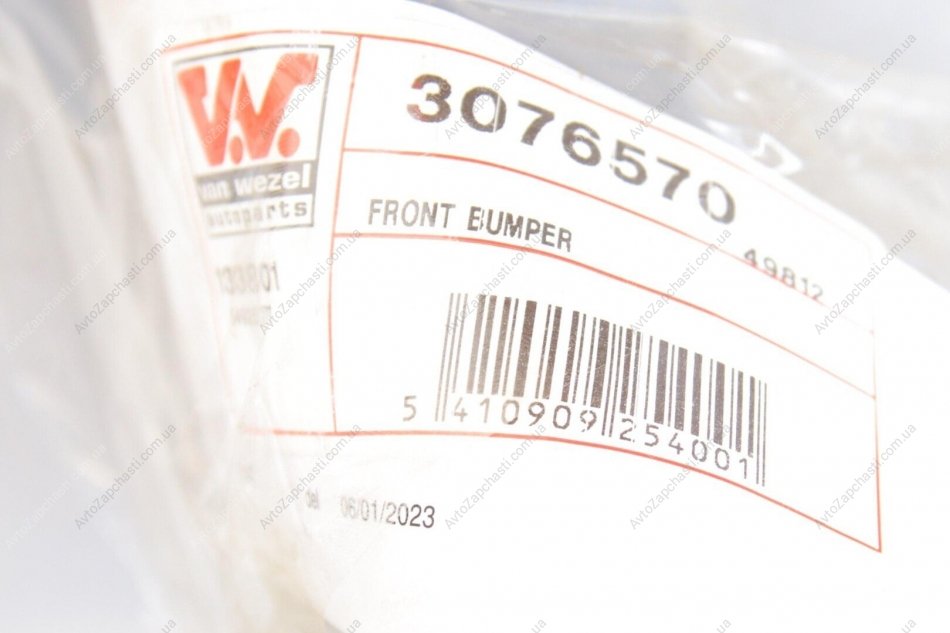 V.V.
van wezel
autoparts
3076570
FRONT BUMPER
49812
5 410909 254001
06/01/2023
AvtoZapchasti.com.ua